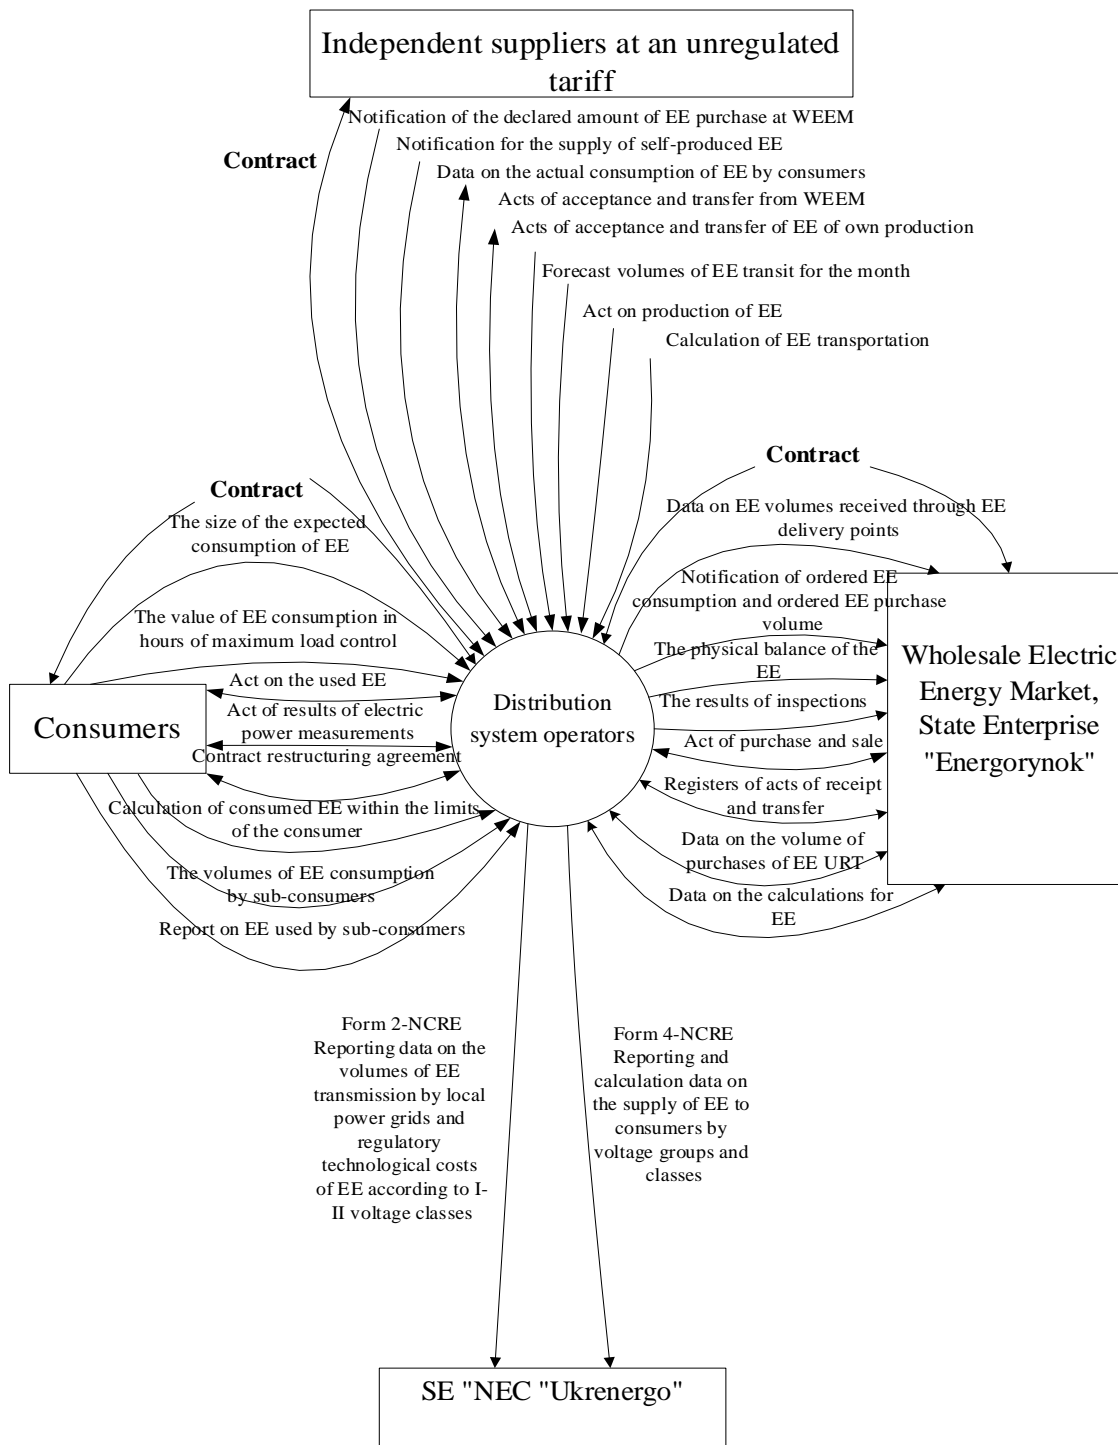 Independent suppliers at an unregulated
tariff
Notification of the declared amount of EE purchase at WEEM
Notification for the supply of self-produced EE
Contract
Data on the actual consumption of EE by consumers
Acts of acceptance and transfer from WEEM
Acts of acceptance and transfer of EE of own production
Forecast volumes of EE transit for the month
Act on production of EE
Calculation of EE transportation
Contract
The size of the expected
consumption of EE
The value of EE consumption in
hours of maximum load control
Act on the used EE
Act of results of electric
power measurements
Contract restructuring agreement
Calculation of consumed EE within the limits
of the consumer
The volumes of EE consumption
by sub-consumers
Report on EE used by sub-consumers
Consumers
Distribution
system operators
Contract
Data on EE volumes received through EE
delivery points
Notification of ordered EE
consumption and ordered EE purchase
volume
The physical balance of the
EE
The results of inspections
Act of purchase and sale
Registers of acts of receipt
and transfer
Data on the volume of
purchases of EE URT
Data on the calculations for
EE
Wholesale Electric
Energy Market,
State Enterprise
"Energorynok"
Form 2-NCRE
Reporting data on the
volumes of EE
transmission by local
power grids and
regulatory
technological costs
of EE according to I-
II voltage classes
Form 4-NCRE
Reporting and
calculation data on
the supply of EE to
consumers by
voltage groups and
classes
SE "NEC "Ukrenergo"